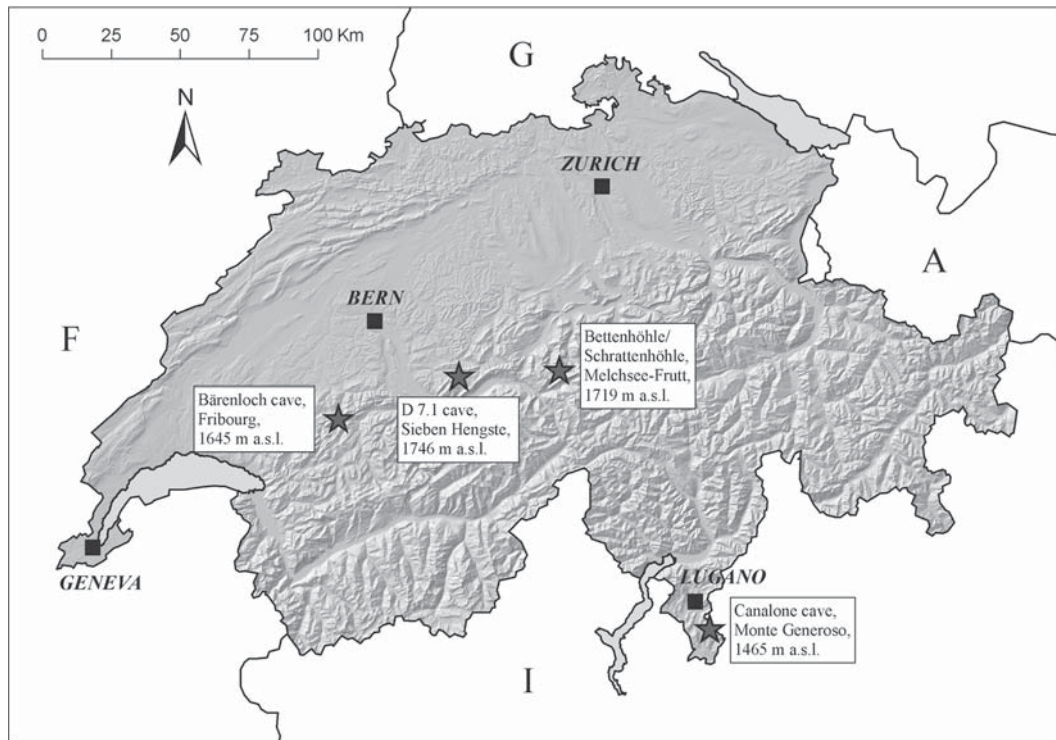 0 25 50 75 100 Km
G
N
ZURICH
A
BERN
F
Bettenhöhle/
Schrattenhöhle,
Melchsee-Frutt,
1719 m a.s.l.
Bärenloch cave,
Fribourg,
1645 m a.s.l.
D 7.1 cave,
Sieben Hengste,
1746 m a.s.l.
GENEVA
LUGANO
Canalone cave,
Monte Generoso,
1465 m a.s.l.
I